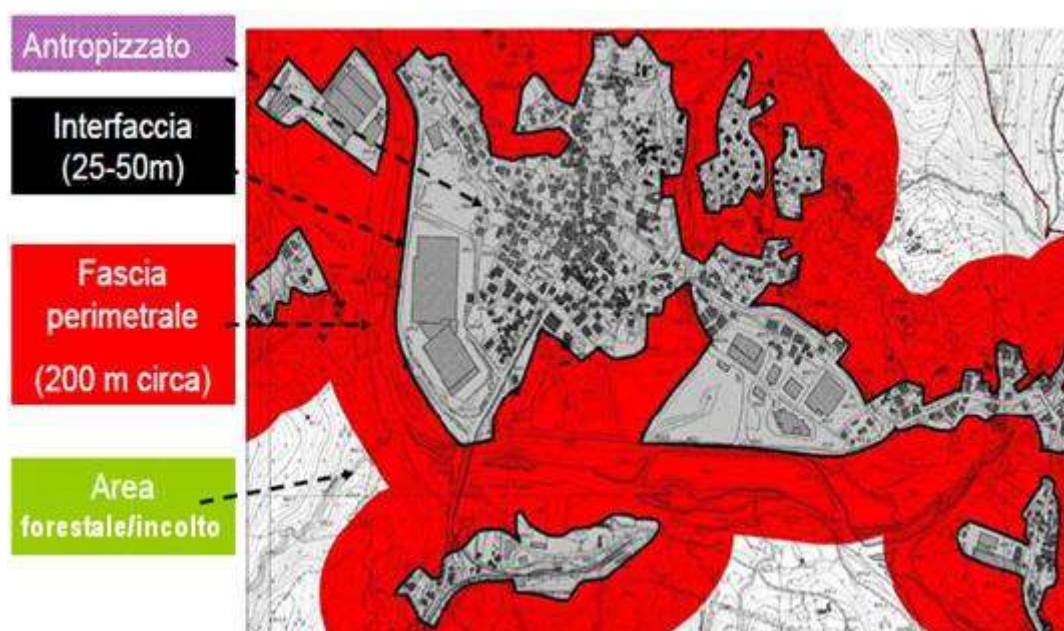 Antropizzato
Interfaccia
(25-50m)
Fascia
perimetrale
(200 m circa)
Area
forestale/incolto